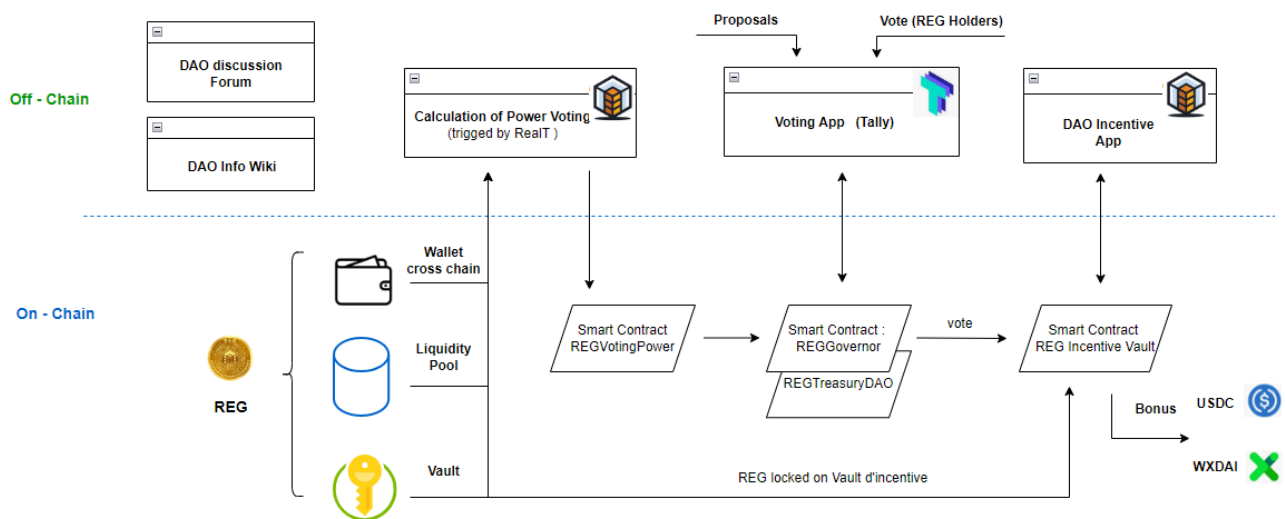 Proposals
Vote (REG Holders)
DAO discussion
Forum
Off - Chain
Calculation of Power Voting
(trigged by RealT )
Voting App (Tally)
DAO Incentive
App
DAO Info Wiki
Wallet
cross chain
On - Chain
Smart Contract
REGVotingPower
Smart Contract :
REGGovernor
vote
Smart Contract
REG Incentive Vault
Liquidity
Pool
REGTreasuryDAO
REG
Bonus
USDC
Vault
REG locked on Vault d'incentive
WXDAI